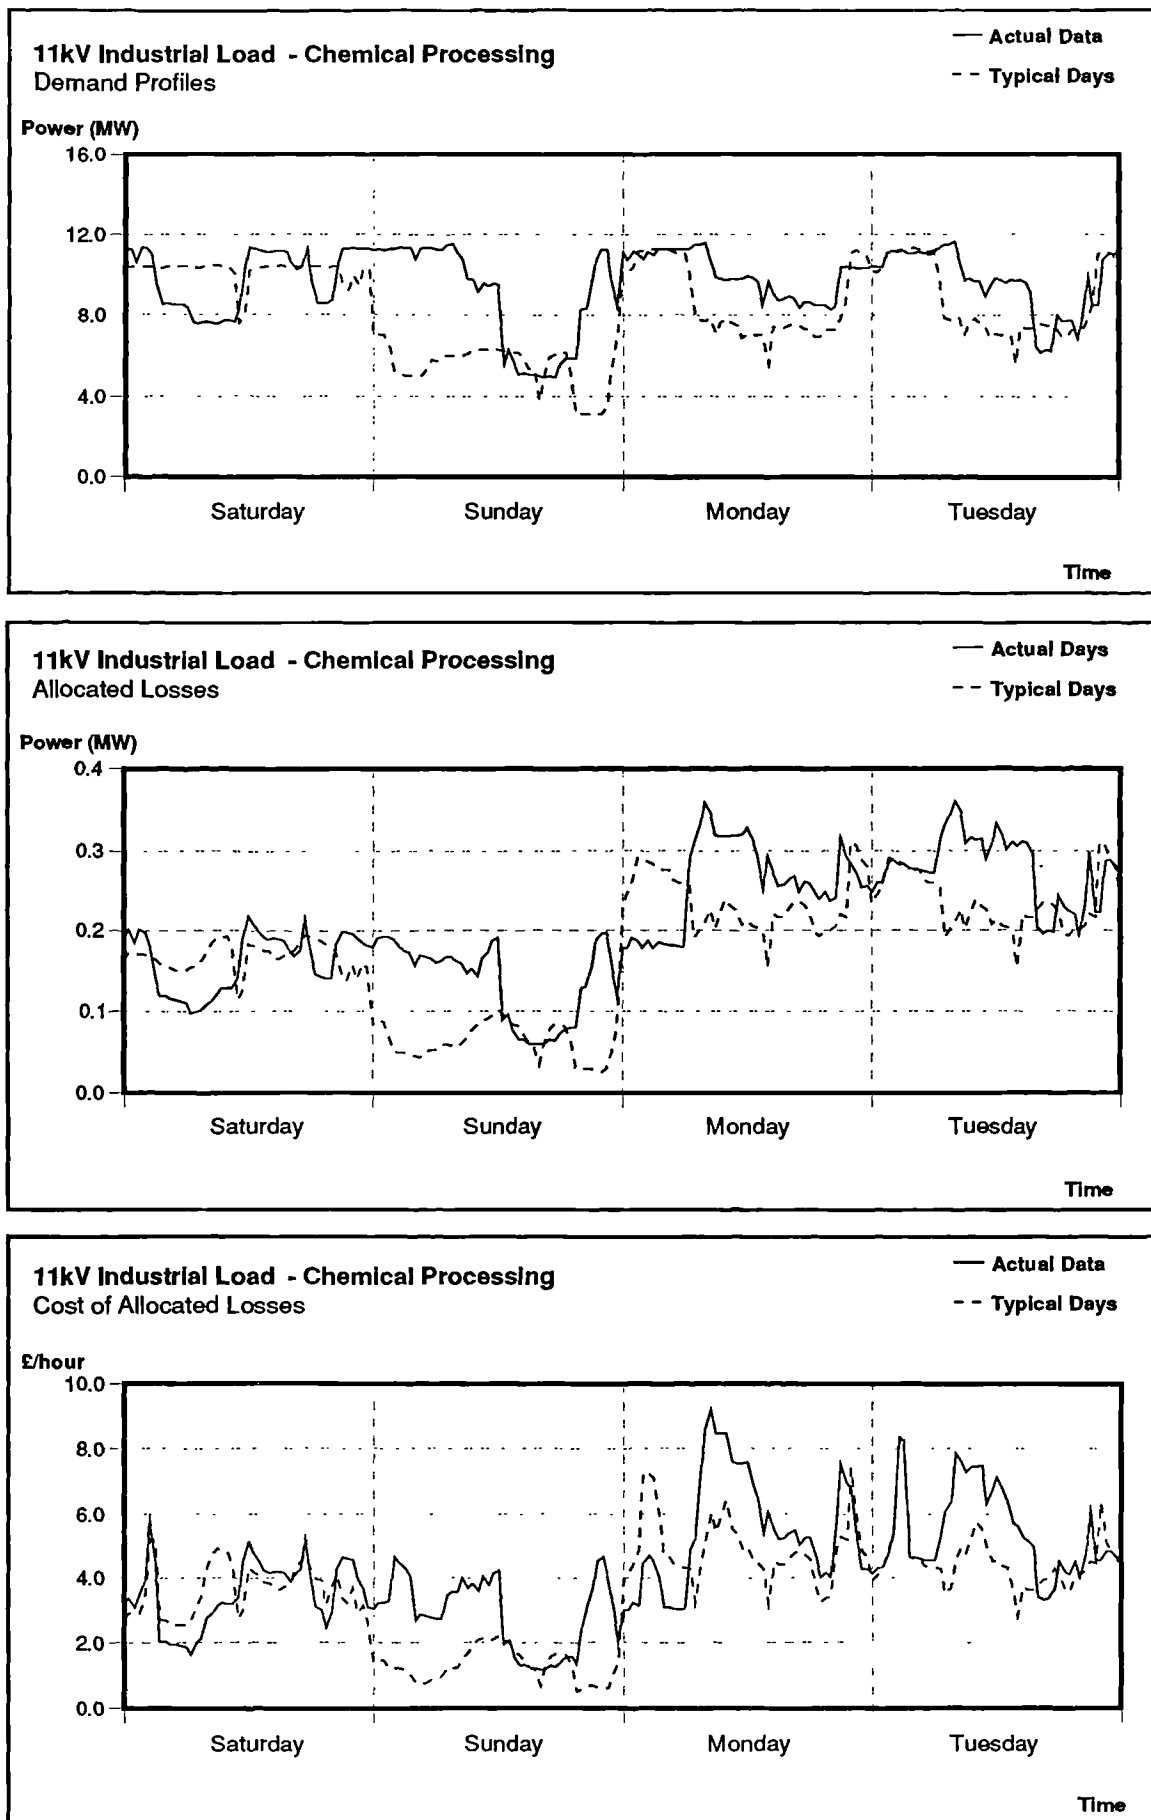 11kV Industrial Load - Chemical Processing
Demand Profiles
— Actual Data
- - Typical Days
Power (MW)
16.0
12.0
8.0
4.0
0.0
Saturday Sunday Monday Tuesday
Time
11kV Industrial Load - Chemical Processing
Allocated Losses
— Actual Days
- - Typical Days
Power (MW)
0.4
0.3
0.2
0.1
0.0
Saturday Sunday Monday Tuesday
Time
11kV Industrial Load - Chemical Processing
Cost of Allocated Losses
— Actual Data
- - Typical Days
£/hour
10.0
8.0
6.0
4.0
2.0
0.0
Saturday Sunday Monday Tuesday
Time